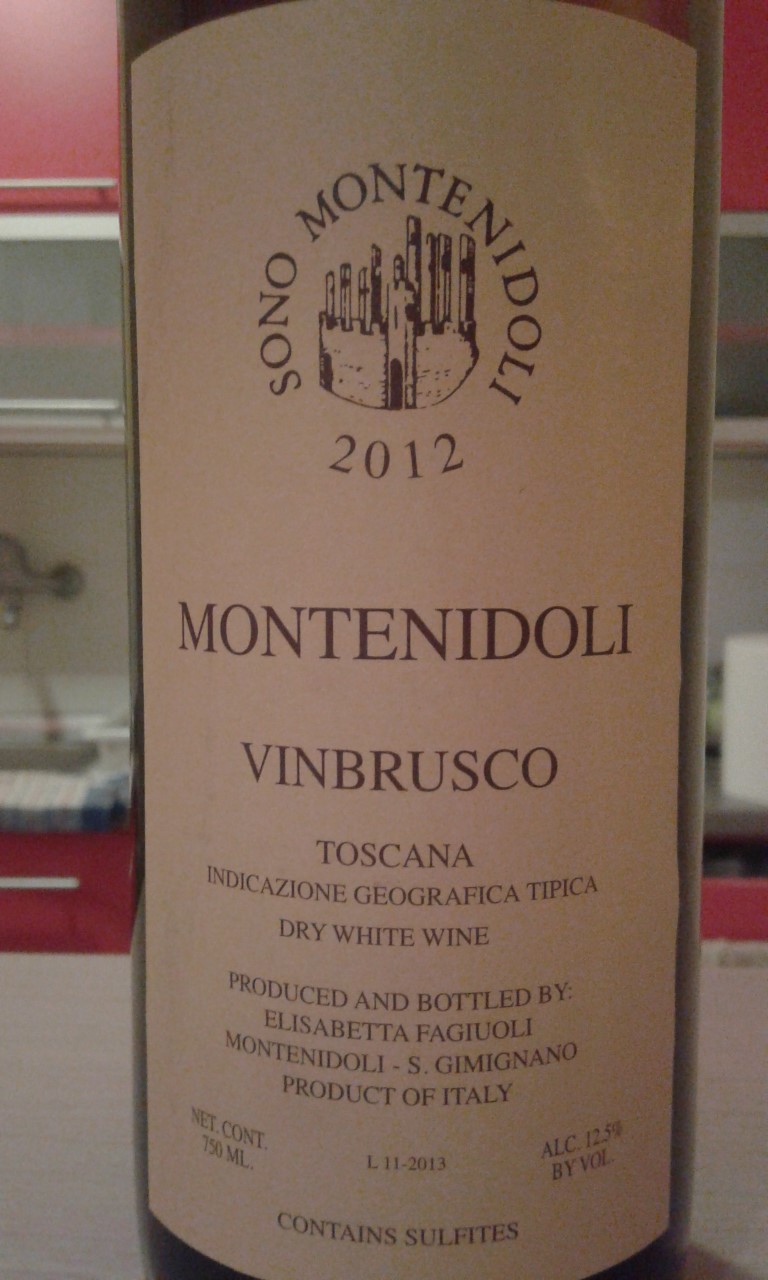 SONO MONTENIDOLI
2012
MONTENIDOLI
VINBRUSCO
TOSCANA
INDICAZIONE GEOGRAFICA TIPICA
DRY WHITE WINE
PRODUCED AND BOTTLED BY:
ELISABETTA FAGIUOLI
MONTENIDOLI - S. GIMIGNANO
PRODUCT OF ITALY
NET. CONT.
750 ML.
L 11-2013
ALC. 12.5%
BY VOL.
CONTAINS SULFITES